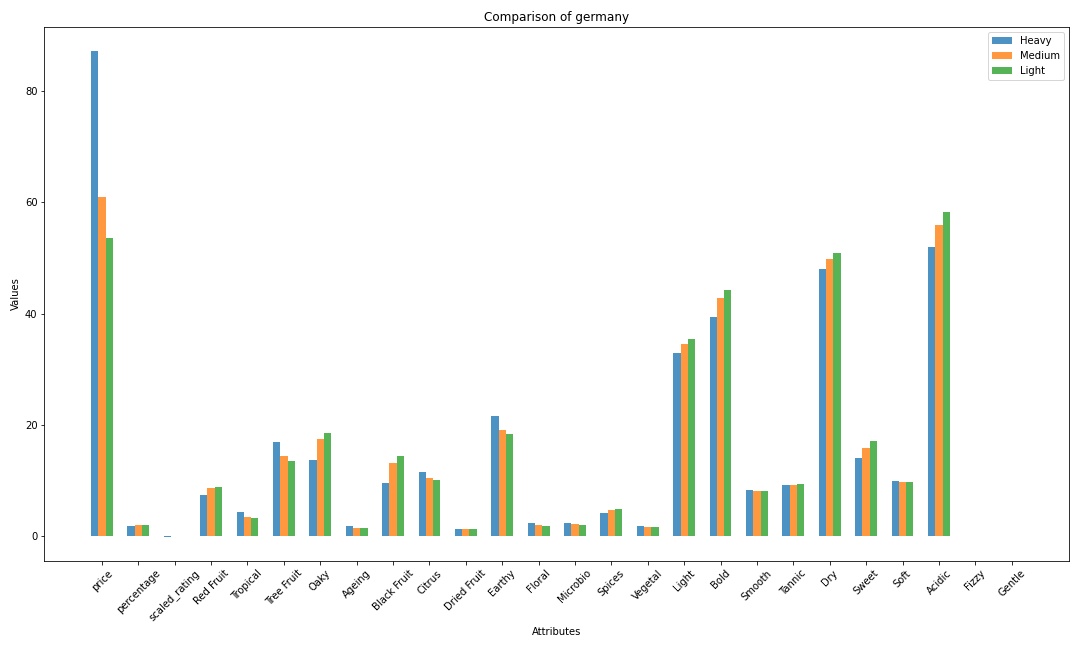 Comparison of germany
Heavy
Medium
Light
80
60
40
20
0
Values
price
percentage
scaled_rating
Red Fruit
Tropical
Tree Fruit
Oaky
Ageing
Black Fruit
Citrus
Dried Fruit
Earthy
Floral
Microbio
Spices
Vegetal
Light
Bold
Smooth
Tannic
Dry
Sweet
Soft
Acidic
Fizzy
Gentle
Attributes